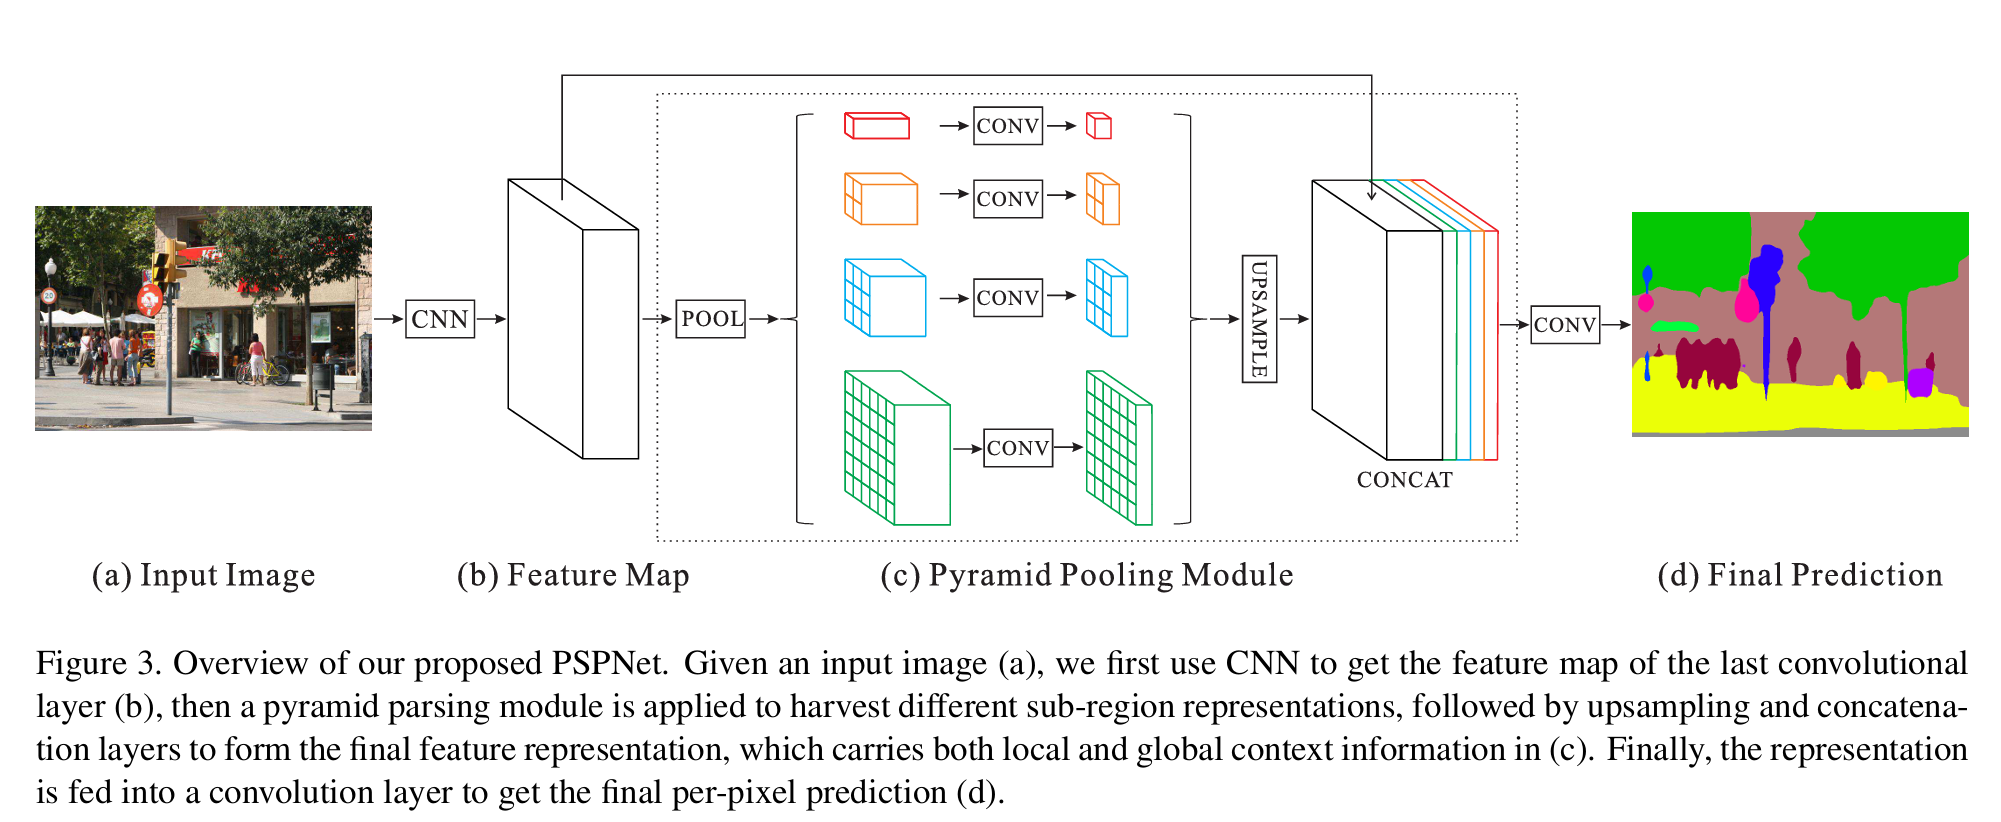 CNN
POOL
CONV
CONV
CONV
CONV
UPSAMPLE
CONCAT
CONV
20
(a) Input Image
(b) Feature Map
(c) Pyramid Pooling Module
(d) Final Prediction
Figure 3. Overview of our proposed PSPNet. Given an input image (a), we first use CNN to get the feature map of the last convolutional
layer (b), then a pyramid parsing module is applied to harvest different sub-region representations, followed by upsampling and concatena-
tion layers to form the final feature representation, which carries both local and global context information in (c). Finally, the representation
is fed into a convolution layer to get the final per-pixel prediction (d).